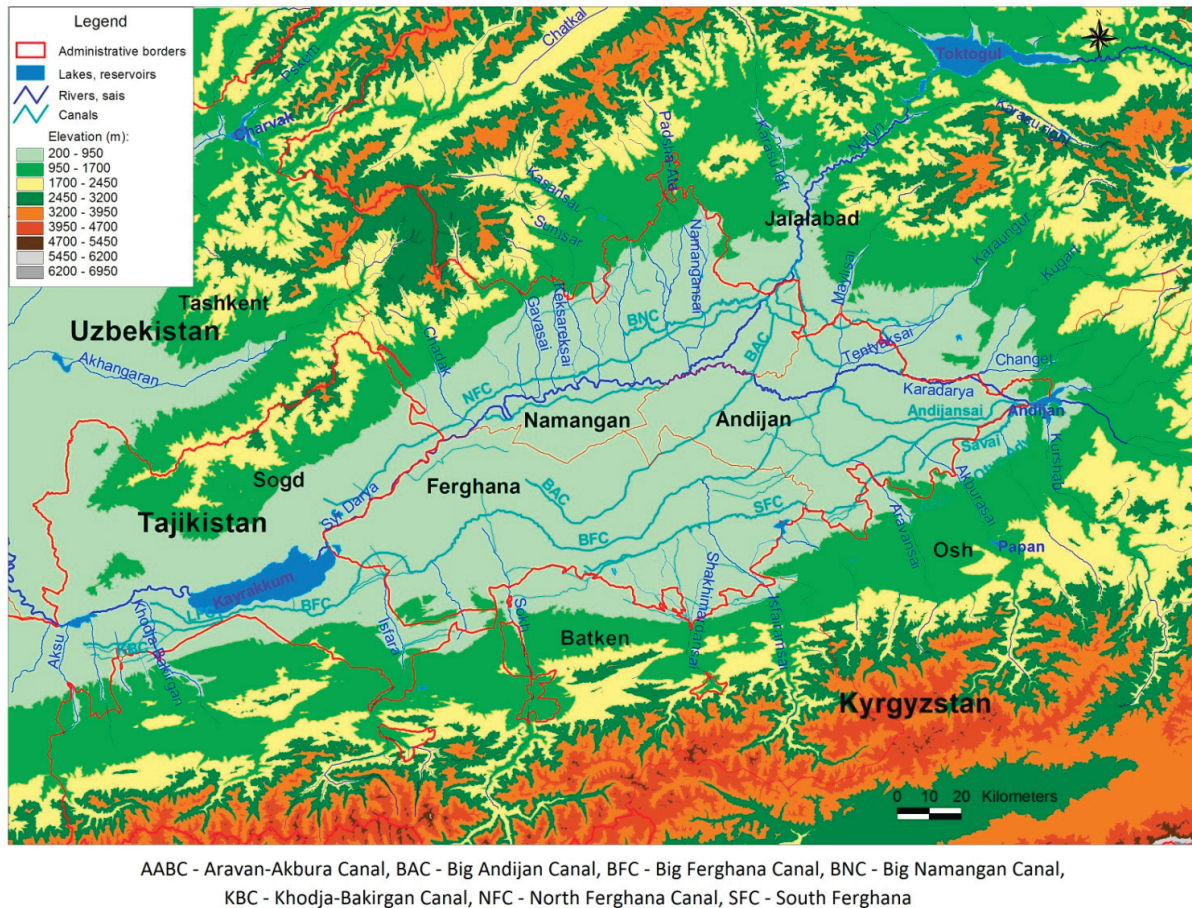 Legend
Administrative borders
Lakes, reservoirs
Rivers, sais
Canals
Elevation (m):
200 - 950
950 - 1700
1700 - 2450
2450 - 3200
3200 - 3950
3950 - 4700
4700 - 5450
5450 - 6200
6200 - 6950
N
Pskem
Chatkal
Toktogul
Charvak
Naryn
Karasu right
Padsha-Ata
Karasu left
Kasansai
Sumsar
Jalalabad
Namangansai
Karaungur
Kugart
Tashkent
Uzbekistan
Gavasai
Keksareksai
Maylisai
BNC
Chadak
BAC
Tentyaksai
Akhangaran
Changet
NFC
Karadarya
Namangan
Andijan
Andijansai
Andijan
Savai
Kurshab
Sogd
Ferghana
Akburasai
BAC
SFC
Syr Darya
Tajikistan
Aravansai
BFC
Osh
Papan
Kayrakkum
BFC
Shakhimardansai
Isfairamsai
Khodja-Bakirgan
Isfara
Sokh
Batken
KBC
Aksu
Kyrgyzstan
0 10 20 Kilometers
AABC - Aravan-Akbura Canal, BAC - Big Andijan Canal, BFC - Big Ferghana Canal, BNC - Big Namangan Canal,
KBC - Khodja-Bakirgan Canal, NFC - North Ferghana Canal, SFC - South Ferghana